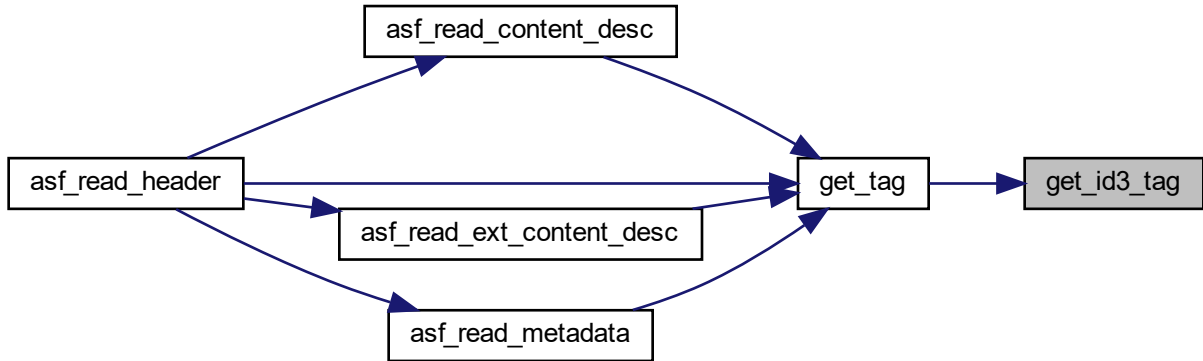 asf_read_content_desc
asf_read_header
get_tag
get_id3_tag
asf_read_ext_content_desc
asf_read_metadata